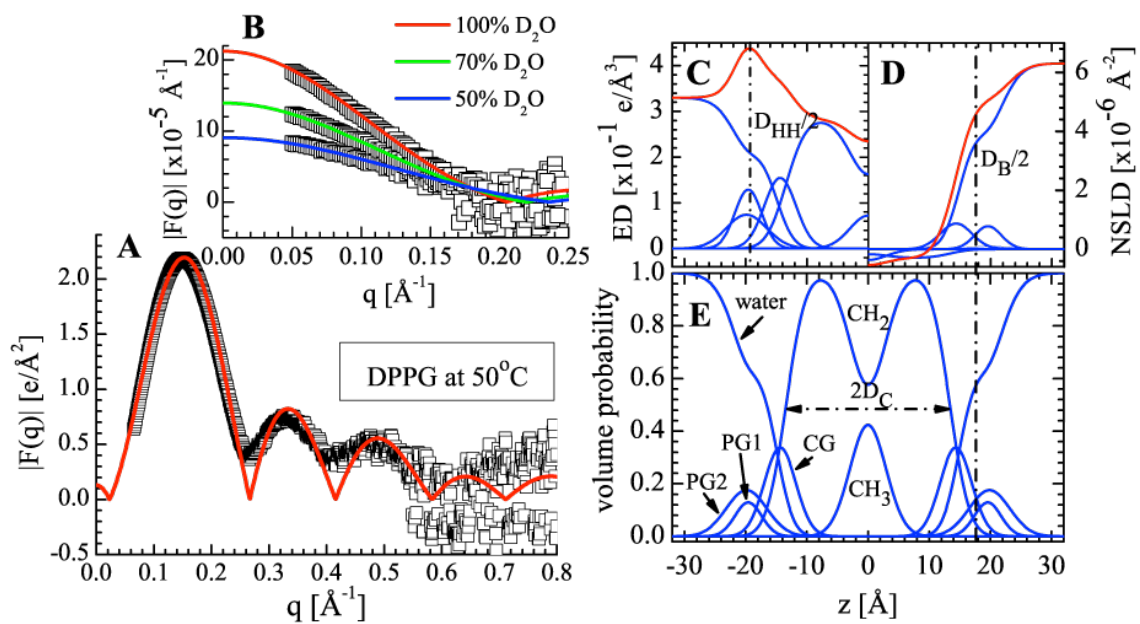 B
100% D₂O
70% D₂O
50% D₂O
|F(q)| [x10⁻⁵ Å⁻¹]
20
10
0
0.00 0.05 0.10 0.15 0.20 0.25
q [Å⁻¹]
A
|F(q)| [e/Å²]
2.0
1.5
1.0
0.5
0.0
-0.5
DPPG at 50°C
0.0 0.1 0.2 0.3 0.4 0.5 0.6 0.7 0.8
q [Å⁻¹]
C
ED [x10⁻¹ e/Å³]
4
3
2
1
0
D_HH/2
D
D_B/2
6
4
2
0
NSLD [x10⁻⁶ Å⁻²]
E
volume probability
1.0
0.8
0.6
0.4
0.2
0.0
water
CH₂
2D_C
PG1
CG
PG2
CH₃
-30 -20 -10 0 10 20 30
z [Å]